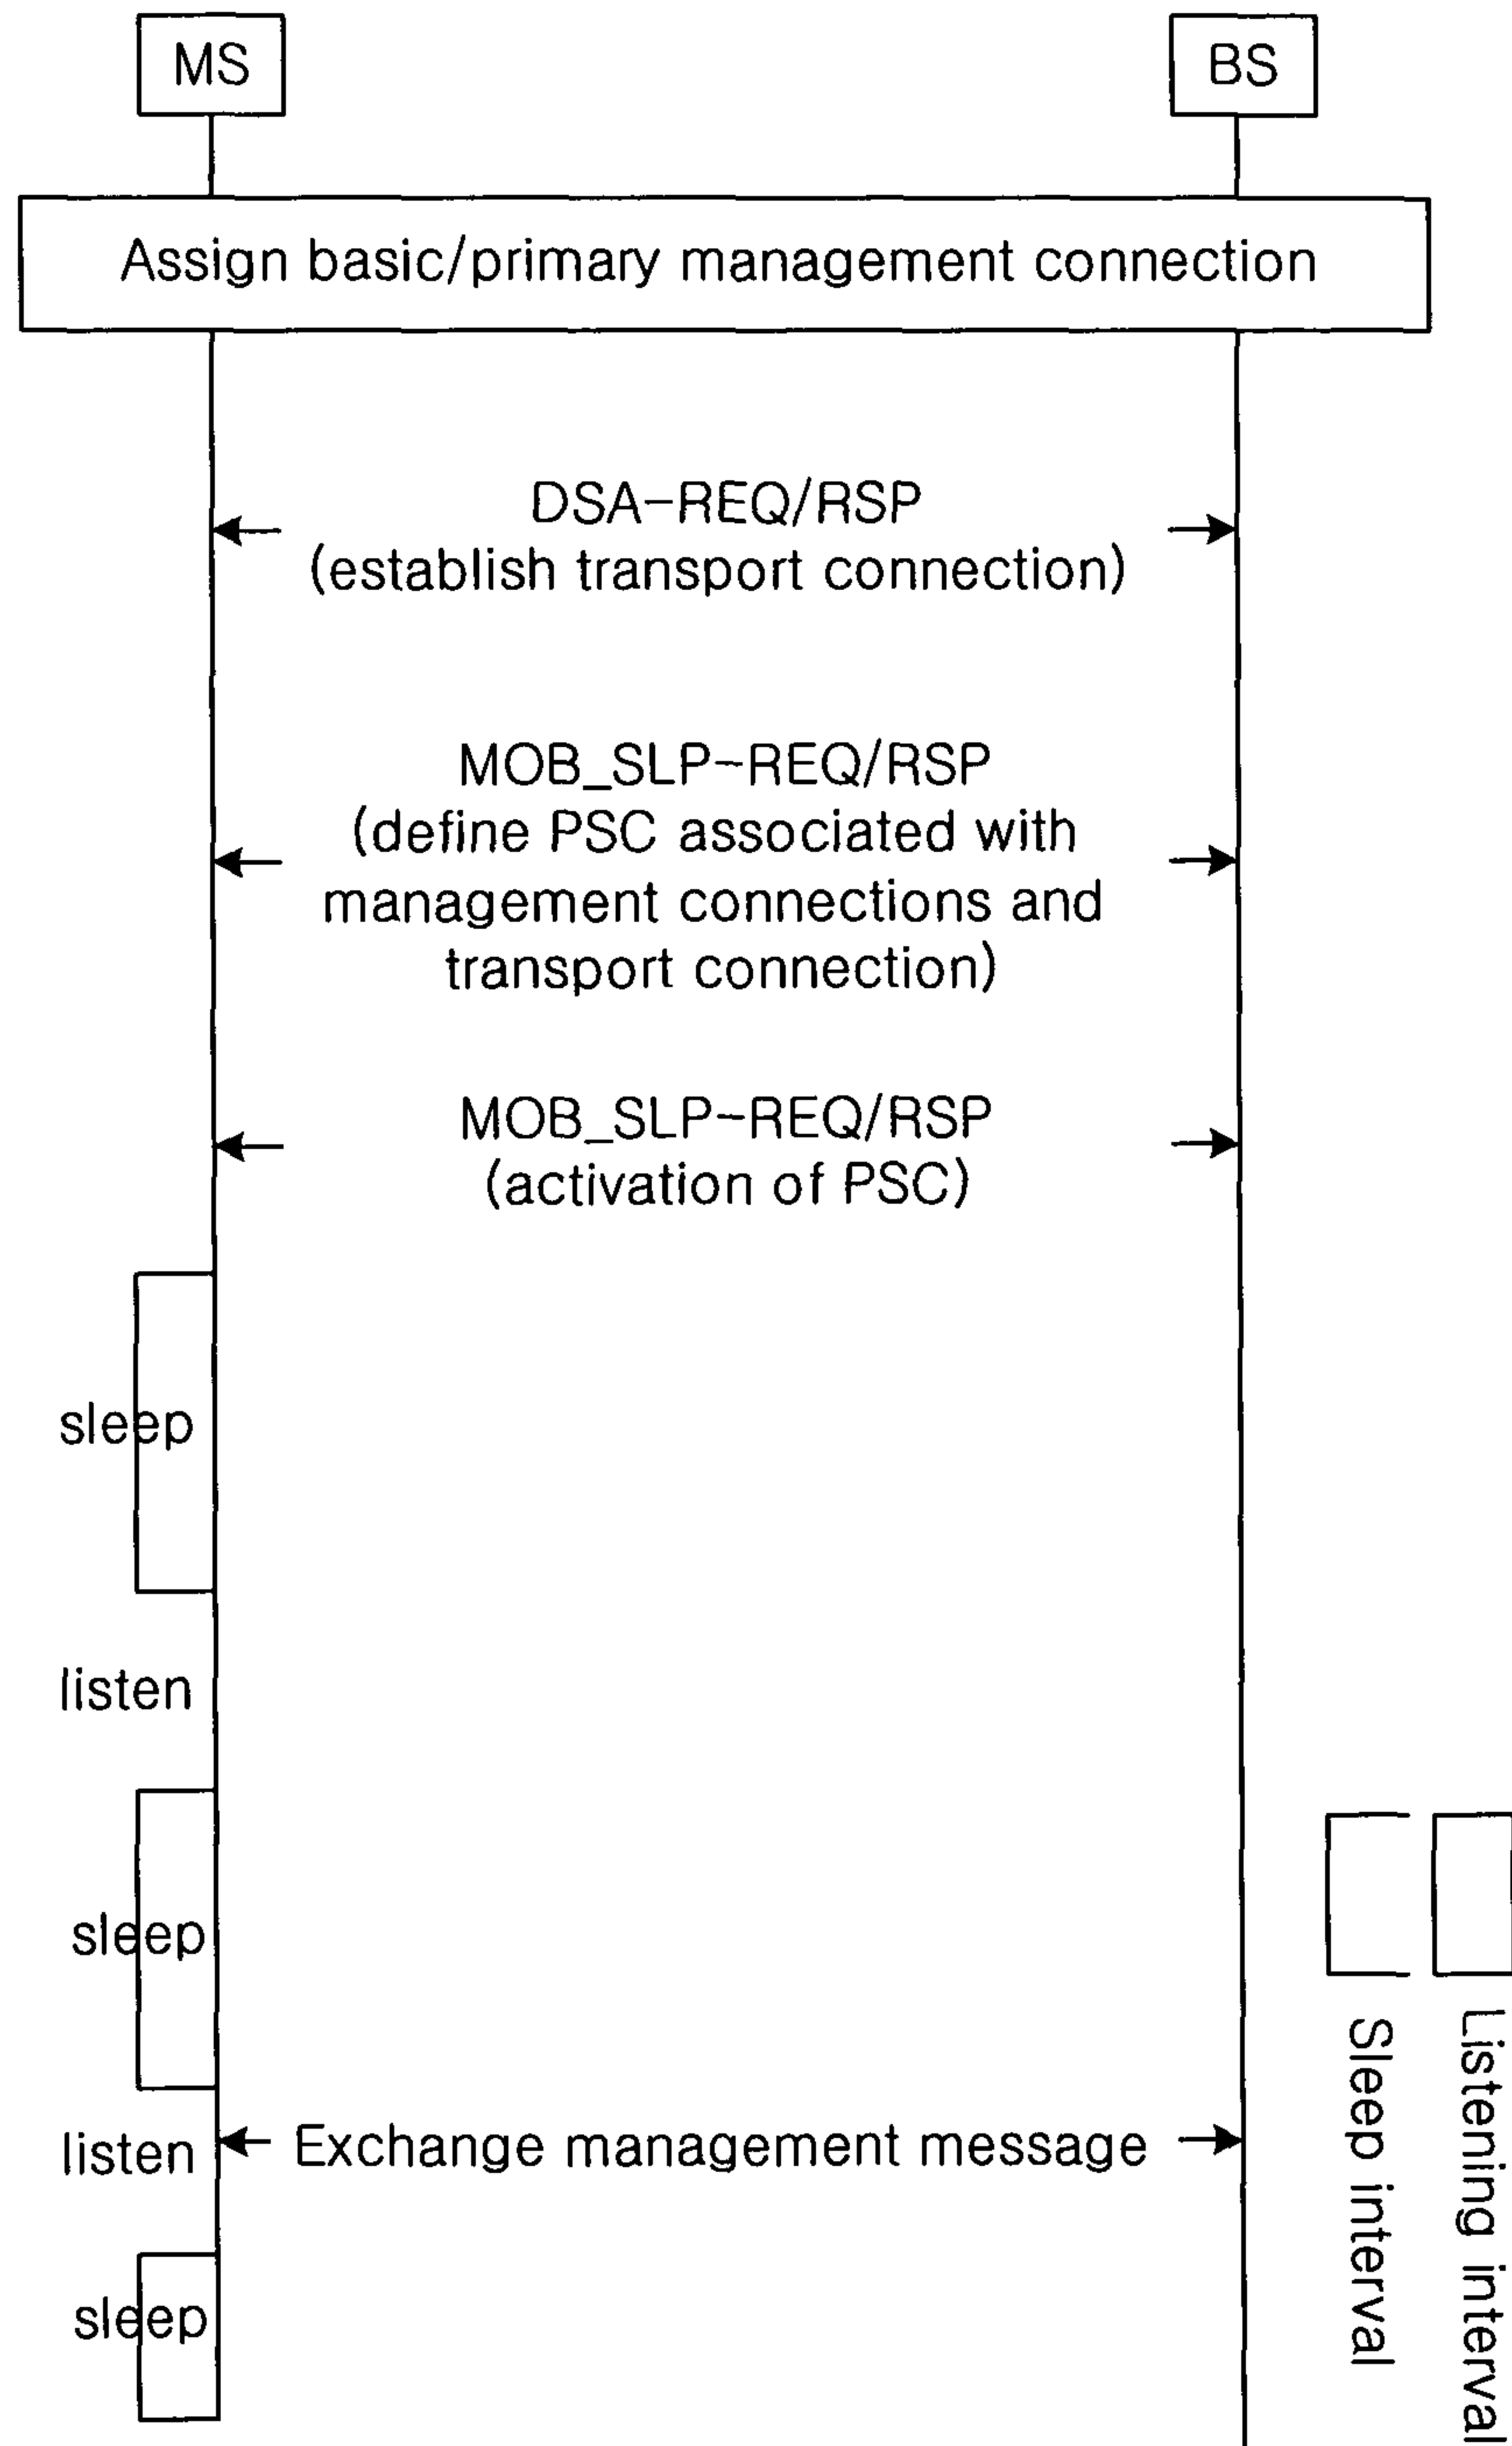 MS
BS
Assign basic/primary management connection
DSA-REQ/RSP
(establish transport connection)
MOB_SLP-REQ/RSP
(define PSC associated with
management connections and
transport connection)
MOB_SLP-REQ/RSP
(activation of PSC)
sleep
listen
sleep
listen
Exchange management message
sleep
Listening interval
Sleep interval